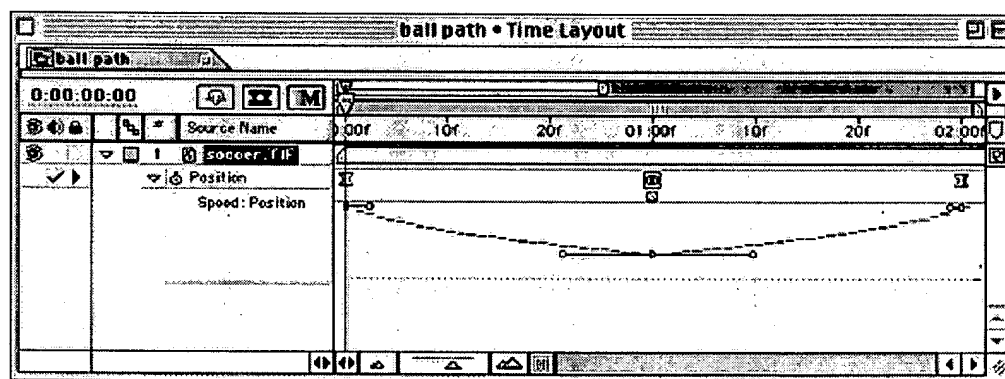 ball path • Time Layout
ball path
0:00:00:00
M
# Source Name
:00f 10f 20f 01:00f 10f 20f 02:00f
1 soccer.TIF
Position
Speed: Position